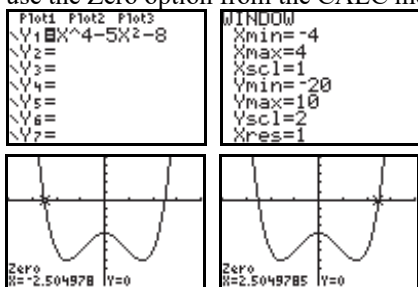 use the Zero option from the CALC
Plot1 Plot2 Plot3
\Y1=X^4-5X²-8
\Y2=
\Y3=
\Y4=
\Y5=
\Y6=
\Y7=
WINDOW
Xmin=-4
Xmax=4
Xscl=1
Ymin=-20
Ymax=10
Yscl=2
Xres=1
Zero
X=-2.504978 Y=0
Zero
X=2.5049785 Y=0